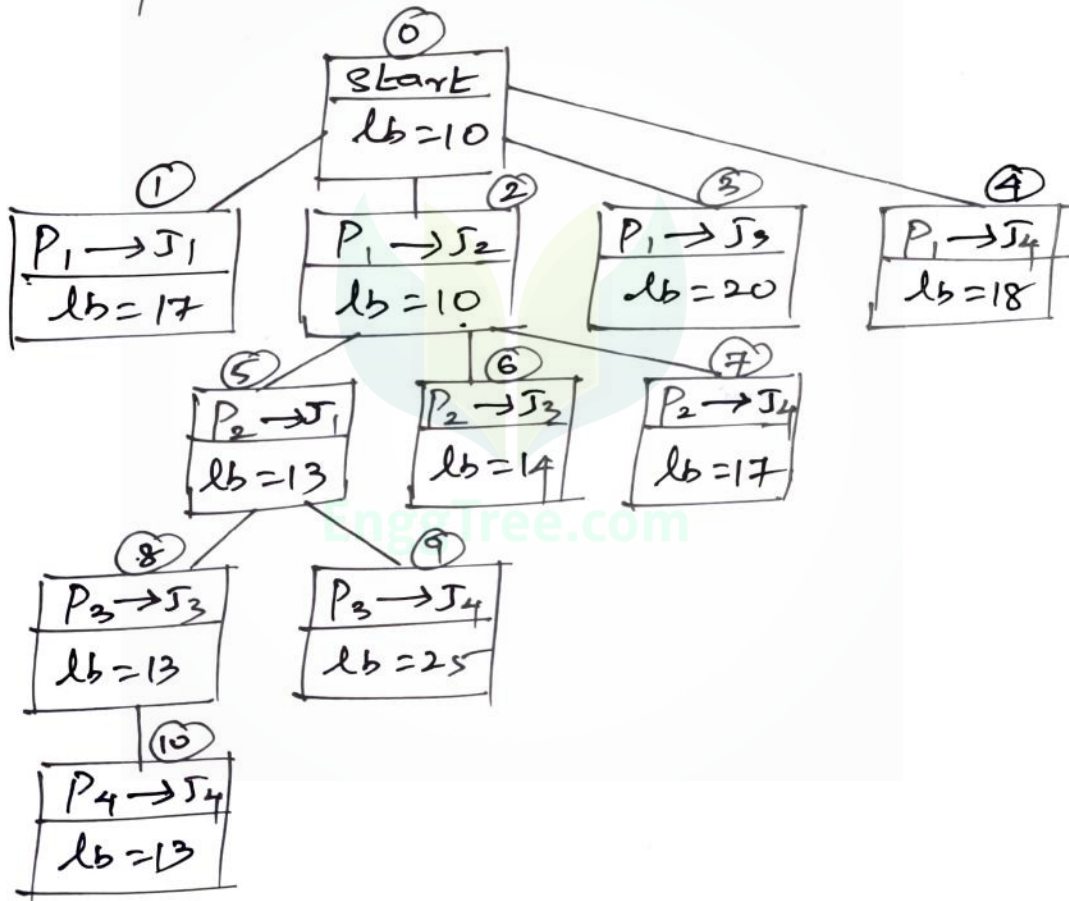 0
Start
lb=10
1
2
3
4
P1 → J1
P1 → J2
P1 → J3
P1 → J4
lb=17
lb=10
lb=20
lb=18
5
6
7
P2 → J1
P2 → J3
P2 → J4
lb=13
lb=14
lb=17
EnggTree.com
8
9
P3 → J3
P3 → J4
lb=13
lb=25
10
P4 → J4
lb=13